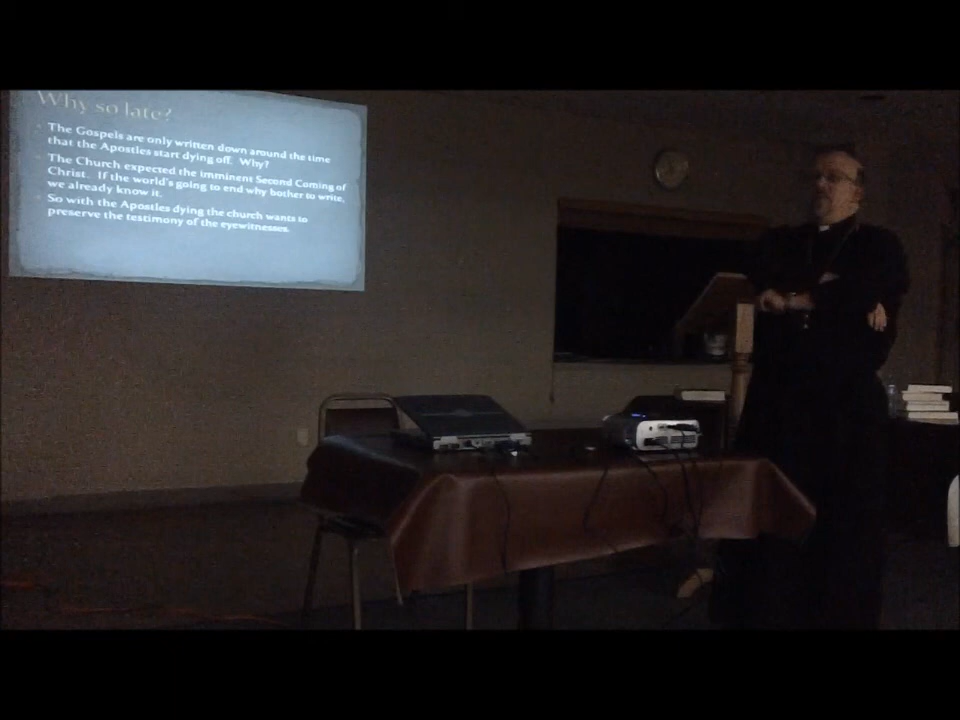 Why so late?
The Gospels are only written down around the time
that the Apostles start dying off. Why?
The Church expected the imminent Second Coming of
Christ. If the world's going to end why bother to write,
we already know it.
So with the Apostles dying the church wants to
preserve the testimony of the eyewitnesses.